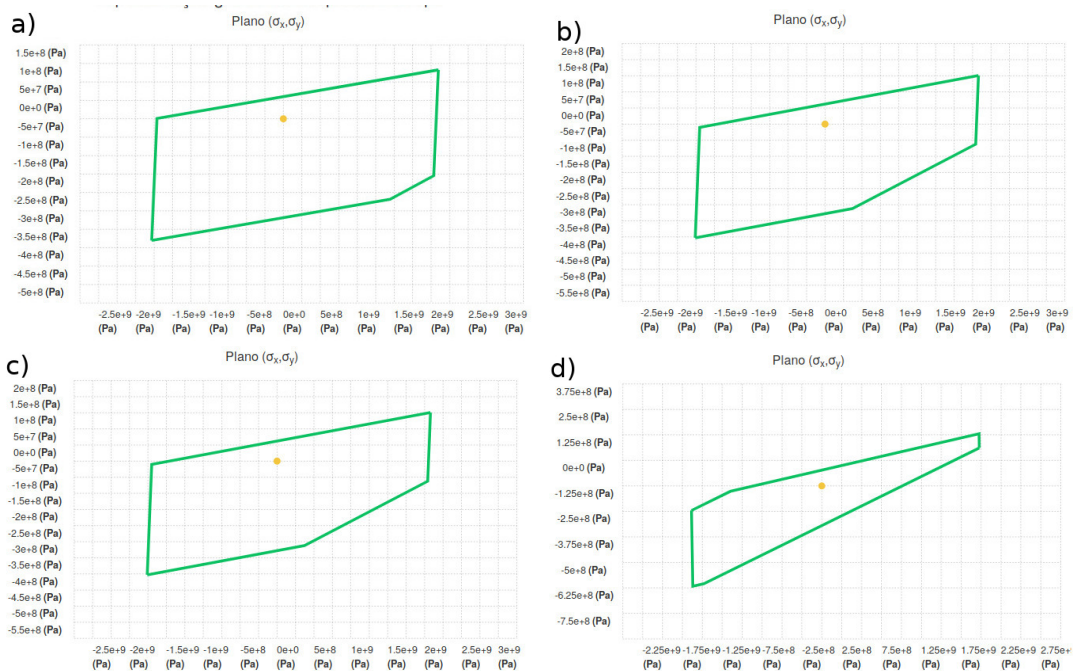 a)
Plano (σx,σy)
1.5e+8 (Pa)
1e+8 (Pa)
5e+7 (Pa)
0e+0 (Pa)
-5e+7 (Pa)
-1e+8 (Pa)
-1.5e+8 (Pa)
-2e+8 (Pa)
-2.5e+8 (Pa)
-3e+8 (Pa)
-3.5e+8 (Pa)
-4e+8 (Pa)
-4.5e+8 (Pa)
-5e+8 (Pa)
-2.5e+9 -2e+9 -1.5e+9 -1e+9 -5e+8 0e+0 5e+8 1e+9 1.5e+9 2e+9 2.5e+9 3e+9
(Pa) (Pa) (Pa) (Pa) (Pa) (Pa) (Pa) (Pa) (Pa) (Pa) (Pa) (Pa)
b)
Plano (σx,σy)
2e+8 (Pa)
1.5e+8 (Pa)
1e+8 (Pa)
5e+7 (Pa)
0e+0 (Pa)
-5e+7 (Pa)
-1e+8 (Pa)
-1.5e+8 (Pa)
-2e+8 (Pa)
-2.5e+8 (Pa)
-3e+8 (Pa)
-3.5e+8 (Pa)
-4e+8 (Pa)
-4.5e+8 (Pa)
-5e+8 (Pa)
-5.5e+8 (Pa)
-2.5e+9 -2e+9 -1.5e+9 -1e+9 -5e+8 0e+0 5e+8 1e+9 1.5e+9 2e+9 2.5e+9 3e+9
(Pa) (Pa) (Pa) (Pa) (Pa) (Pa) (Pa) (Pa) (Pa) (Pa) (Pa) (Pa)
c)
Plano (σx,σy)
2e+8 (Pa)
1.5e+8 (Pa)
1e+8 (Pa)
5e+7 (Pa)
0e+0 (Pa)
-5e+7 (Pa)
-1e+8 (Pa)
-1.5e+8 (Pa)
-2e+8 (Pa)
-2.5e+8 (Pa)
-3e+8 (Pa)
-3.5e+8 (Pa)
-4e+8 (Pa)
-4.5e+8 (Pa)
-5e+8 (Pa)
-5.5e+8 (Pa)
-2.5e+9 -2e+9 -1.5e+9 -1e+9 -5e+8 0e+0 5e+8 1e+9 1.5e+9 2e+9 2.5e+9 3e+9
(Pa) (Pa) (Pa) (Pa) (Pa) (Pa) (Pa) (Pa) (Pa) (Pa) (Pa) (Pa)
d)
Plano (σx,σy)
3.75e+8 (Pa)
2.5e+8 (Pa)
1.25e+8 (Pa)
0e+0 (Pa)
-1.25e+8 (Pa)
-2.5e+8 (Pa)
-3.75e+8 (Pa)
-5e+8 (Pa)
-6.25e+8 (Pa)
-7.5e+8 (Pa)
-2.25e+9 -1.75e+9 -1.25e+9 -7.5e+8 -2.5e+8 2.5e+8 7.5e+8 1.25e+9 1.75e+9 2.25e+9 2.75e+9
(Pa) (Pa) (Pa) (Pa) (Pa) (Pa) (Pa) (Pa) (Pa) (Pa) (Pa)